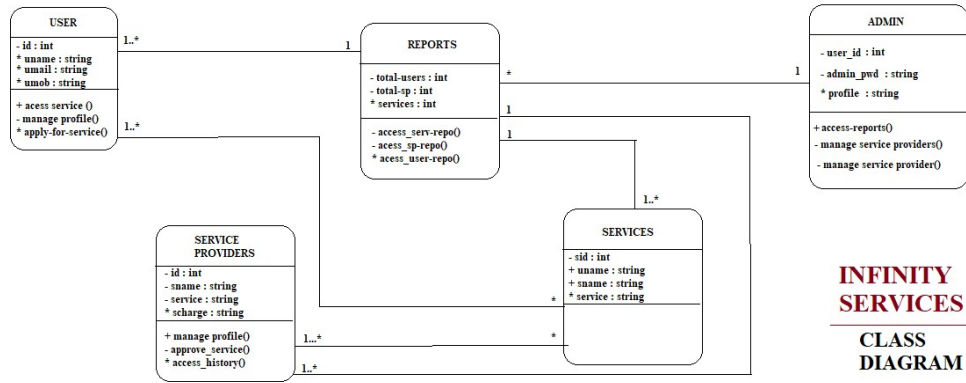 USER
- id : int
* uname : string
* umail : string
* umob : string
+ acess service ()
- manage profile()
* apply-for-service()
1..*
1
1..*
REPORTS
- total-users : int
- total-sp : int
* services : int
- access_serv-repo()
- acess_sp-repo()
* acess_user-repo()
*
1
1
1
ADMIN
- user_id : int
- admin_pwd : string
* profile : string
+ access-reports()
- manage service providers()
- manage service provider()
SERVICE
PROVIDERS
- id : int
- sname : string
- service : string
* scharge : string
+ manage profile()
- approve_service()
* access_history()
1...*
1..*
1..*
SERVICES
- sid : int
+ uname : string
+ sname : string
* service : string
*
*
INFINITY
SERVICES
CLASS
DIAGRAM